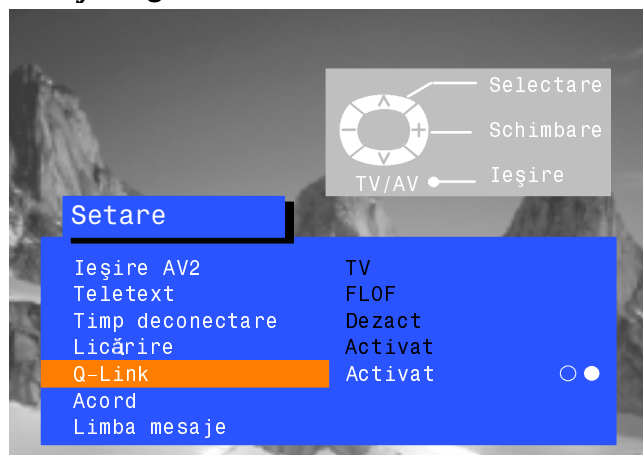 Selectare
Schimbare
TV/AV Ieşire
Setare
Ieşire AV2 TV
Teletext FLOF
Timp deconectare Dezact
Licărire Activat
Q-Link Activat
Acord
Limba mesaje